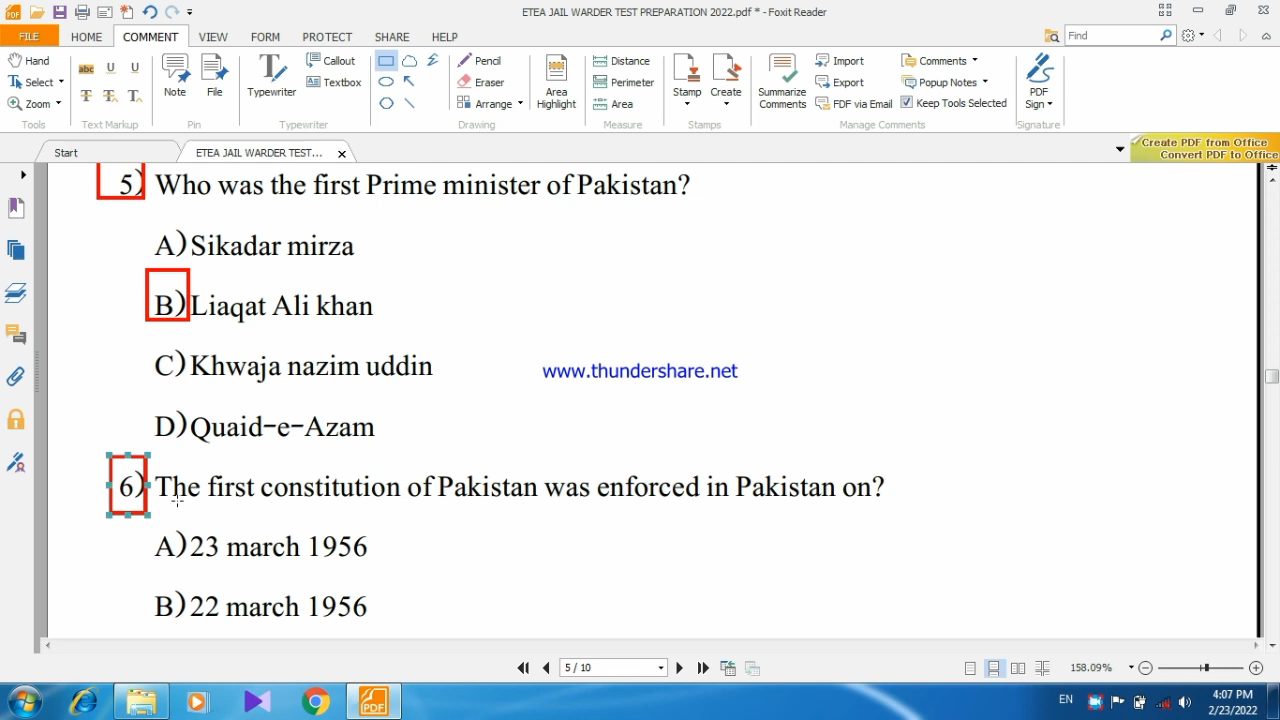 ETEA JAIL WARDER TEST PREPARATION 2022.pdf * - Foxit Reader
FILE HOME COMMENT VIEW FORM PROTECT SHARE HELP Find
Hand
Select
Zoom
Tools
abc U U
T T T
Text Markup
Note File
Pin
Typewriter
Callout
Textbox
Typewriter
Pencil
Eraser
Arrange
Drawing
Area Highlight
Distance
Perimeter
Area
Measure
Stamp Create
Stamps
Summarize Comments
Import
Export
FDF via Email
Comments
Popup Notes
Keep Tools Selected
Manage Comments
PDF Sign
Signature
Start
ETEA JAIL WARDER TEST... x
Create PDF from Office
Convert PDF to Office
5) Who was the first Prime minister of Pakistan?
A) Sikadar mirza
B) Liaqat Ali khan
C) Khwaja nazim uddin
www.thundershare.net
D) Quaid-e-Azam
6) The first constitution of Pakistan was enforced in Pakistan on?
A) 23 march 1956
B) 22 march 1956
5 / 10
158.09%
PDF
EN
4:07 PM
2/23/2022